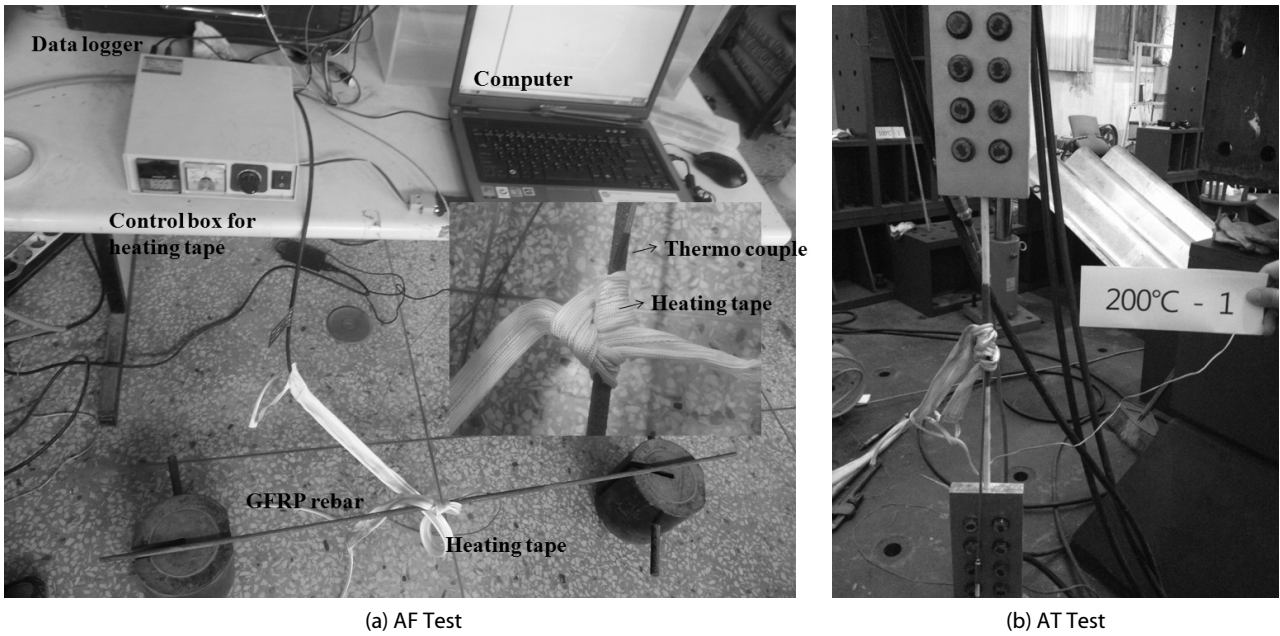 Data logger
Computer
Control box for
heating tape
Thermo couple
Heating tape
GFRP rebar
Heating tape
200°C - 1
(a) AF Test
(b) AT Test